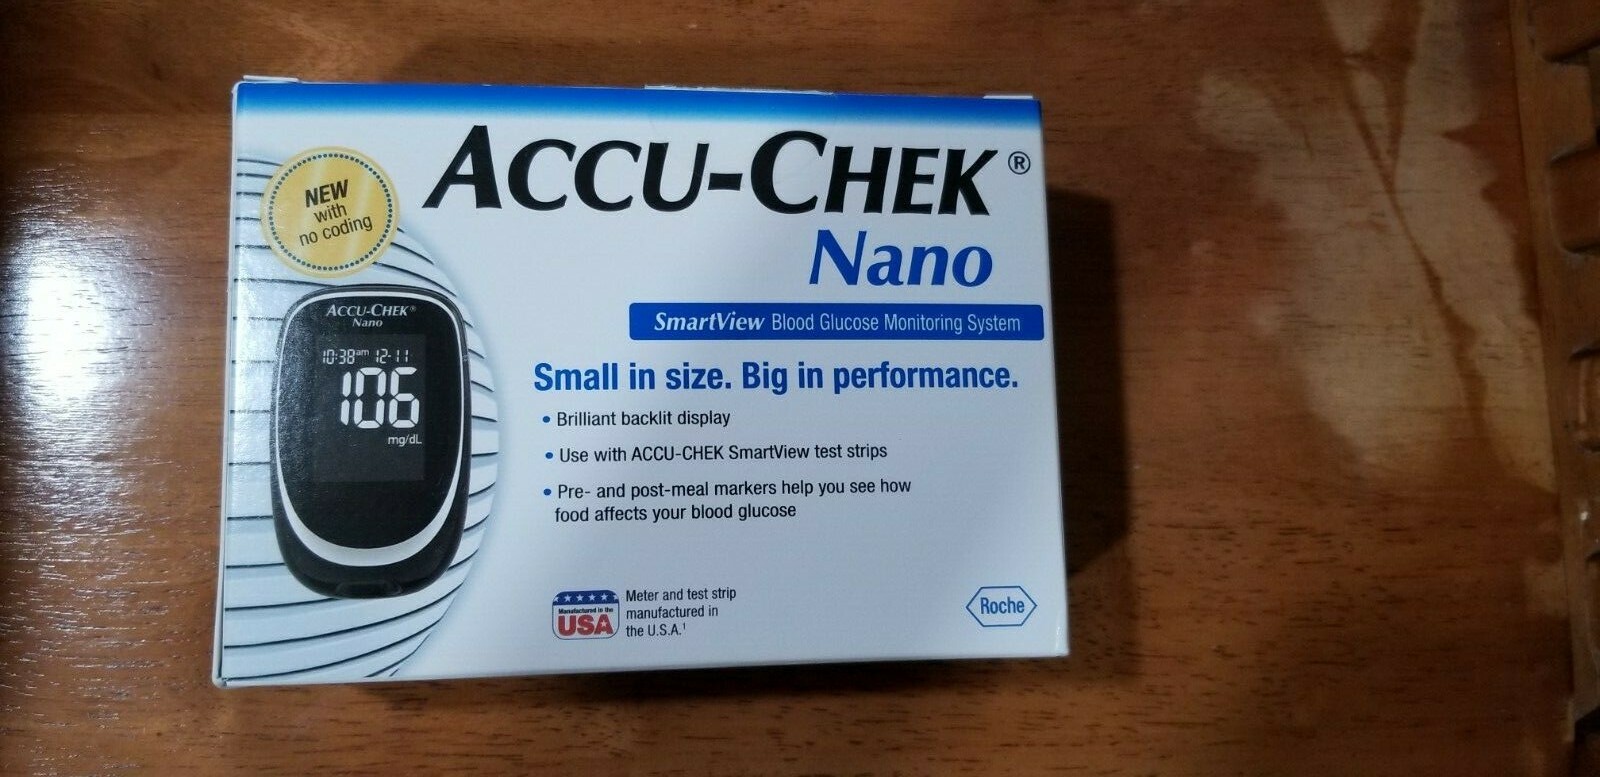 ACCU-CHEK®
Nano
SmartView Blood Glucose Monitoring System
NEW
with
no coding
ACCU-CHEK®
Nano
10:38am 12-11
106
mg/dL
Small in size. Big in performance.
• Brilliant backlit display
• Use with ACCU-CHEK SmartView test strips
• Pre- and post-meal markers help you see how
food affects your blood glucose
Manufactured in the
USA
Meter and test strip
manufactured in
the U.S.A.¹
Roche